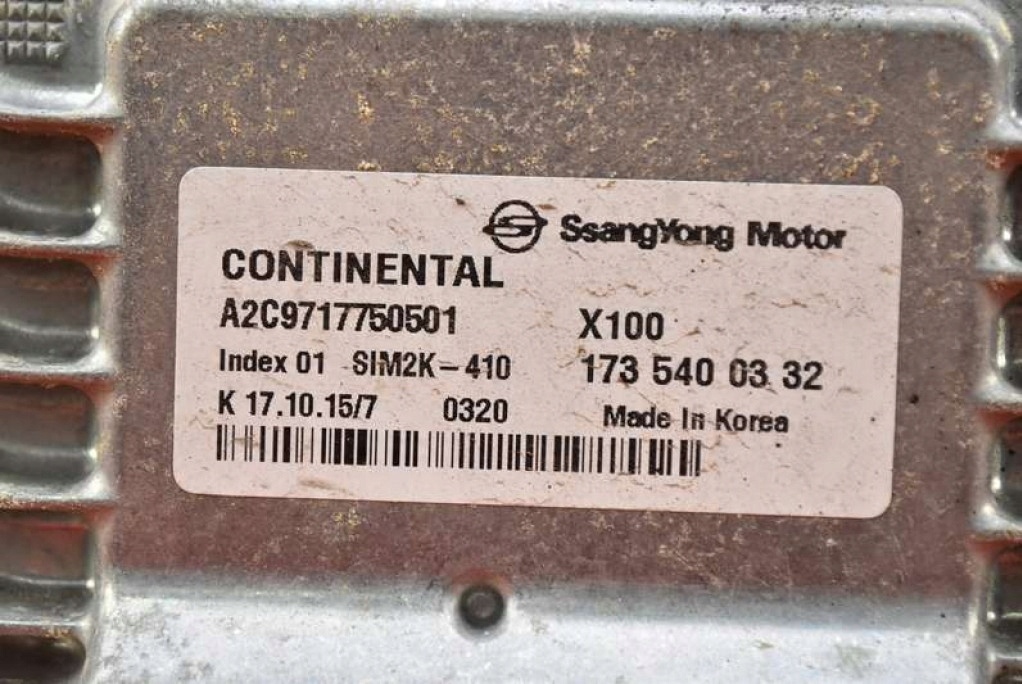 SsangYong Motor
CONTINENTAL
A2C9717750501 X100
Index 01 SIM2K-410 173 540 03 32
K 17.10.15/7 0320 Made In Korea